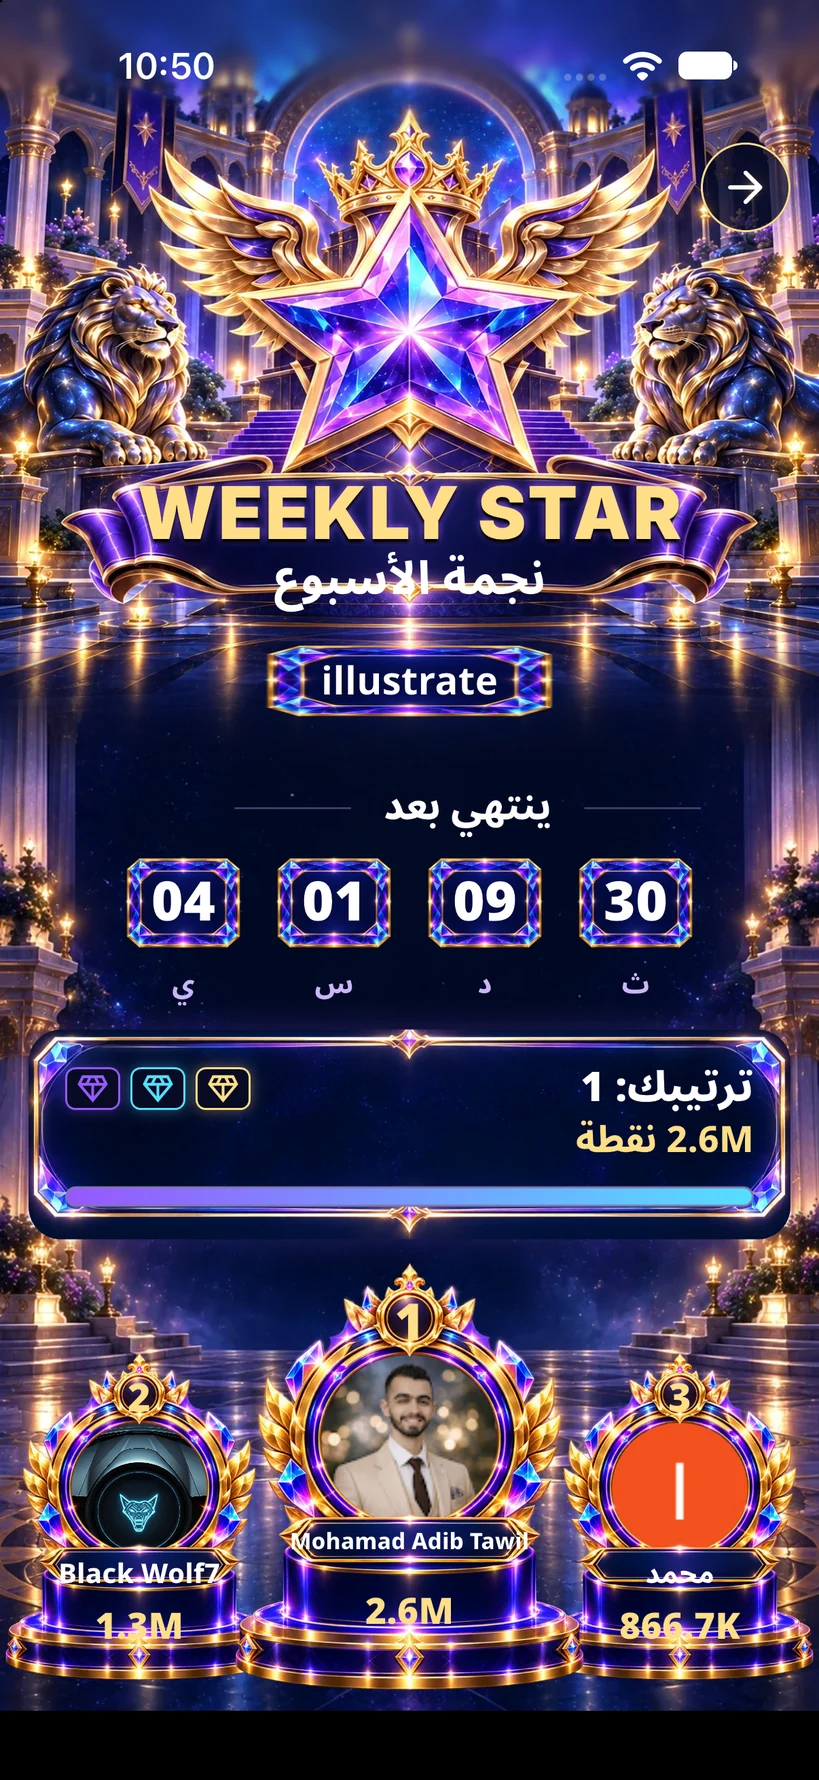 10:50
WEEKLY STAR
نجمة الأسبوع
illustrate
ينتهي بعد
04 01 09 30
ي س د ث
ترتيبك: 1
2.6M نقطة
1
2
3
Mohamad Adib Tawil
Black Wolf7
محمد
2.6M
1.3M
866.7K